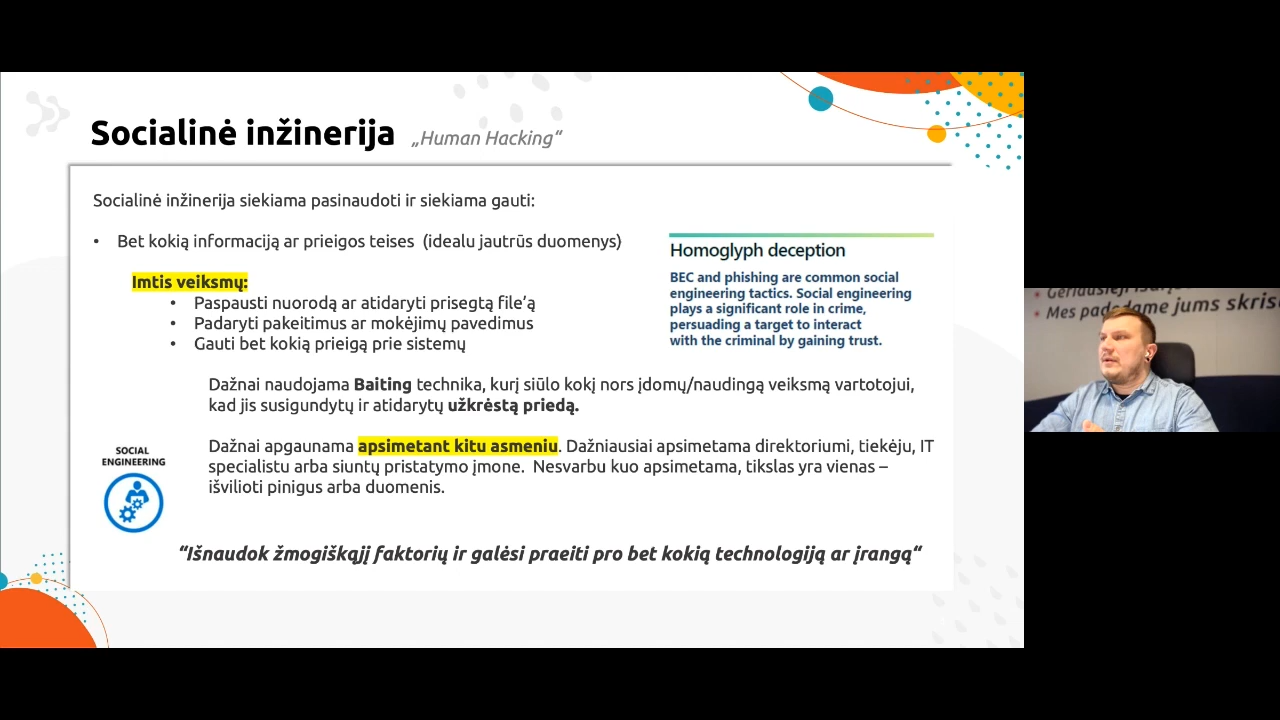 Socialinė inžinerija „Human Hacking“
Socialinė inžinerija siekiama pasinaudoti ir siekiama gauti:
• Bet kokią informaciją ar prieigos teises (idealu jautrūs duomenys)
Imtis veiksmų:
• Paspausti nuorodą ar atidaryti prisegtą file’ą
• Padaryti pakeitimus ar mokėjimų pavedimus
• Gauti bet kokią prieigą prie sistemų
Homoglyph deception
BEC and phishing are common social
engineering tactics. Social engineering
plays a significant role in crime,
persuading a target to interact
with the criminal by gaining trust.
Dažnai naudojama Baiting technika, kurį siūlo kokį nors įdomų/naudingą veiksmą vartotojui,
kad jis susigundytų ir atidarytų užkrėstą priedą.
Dažnai apgaunama apsimetant kitu asmeniu. Dažniausiai apsimetama direktoriumi, tiekėju, IT
specialistu arba siuntų pristatymo įmone. Nesvarbu kuo apsimetama, tikslas yra vienas –
išvilioti pinigus arba duomenis.
SOCIAL
ENGINEERING
“Išnaudok žmogiškąjį faktorių ir galėsi praeiti pro bet kokią technologiją ar įrangą“
Mes padedame jums